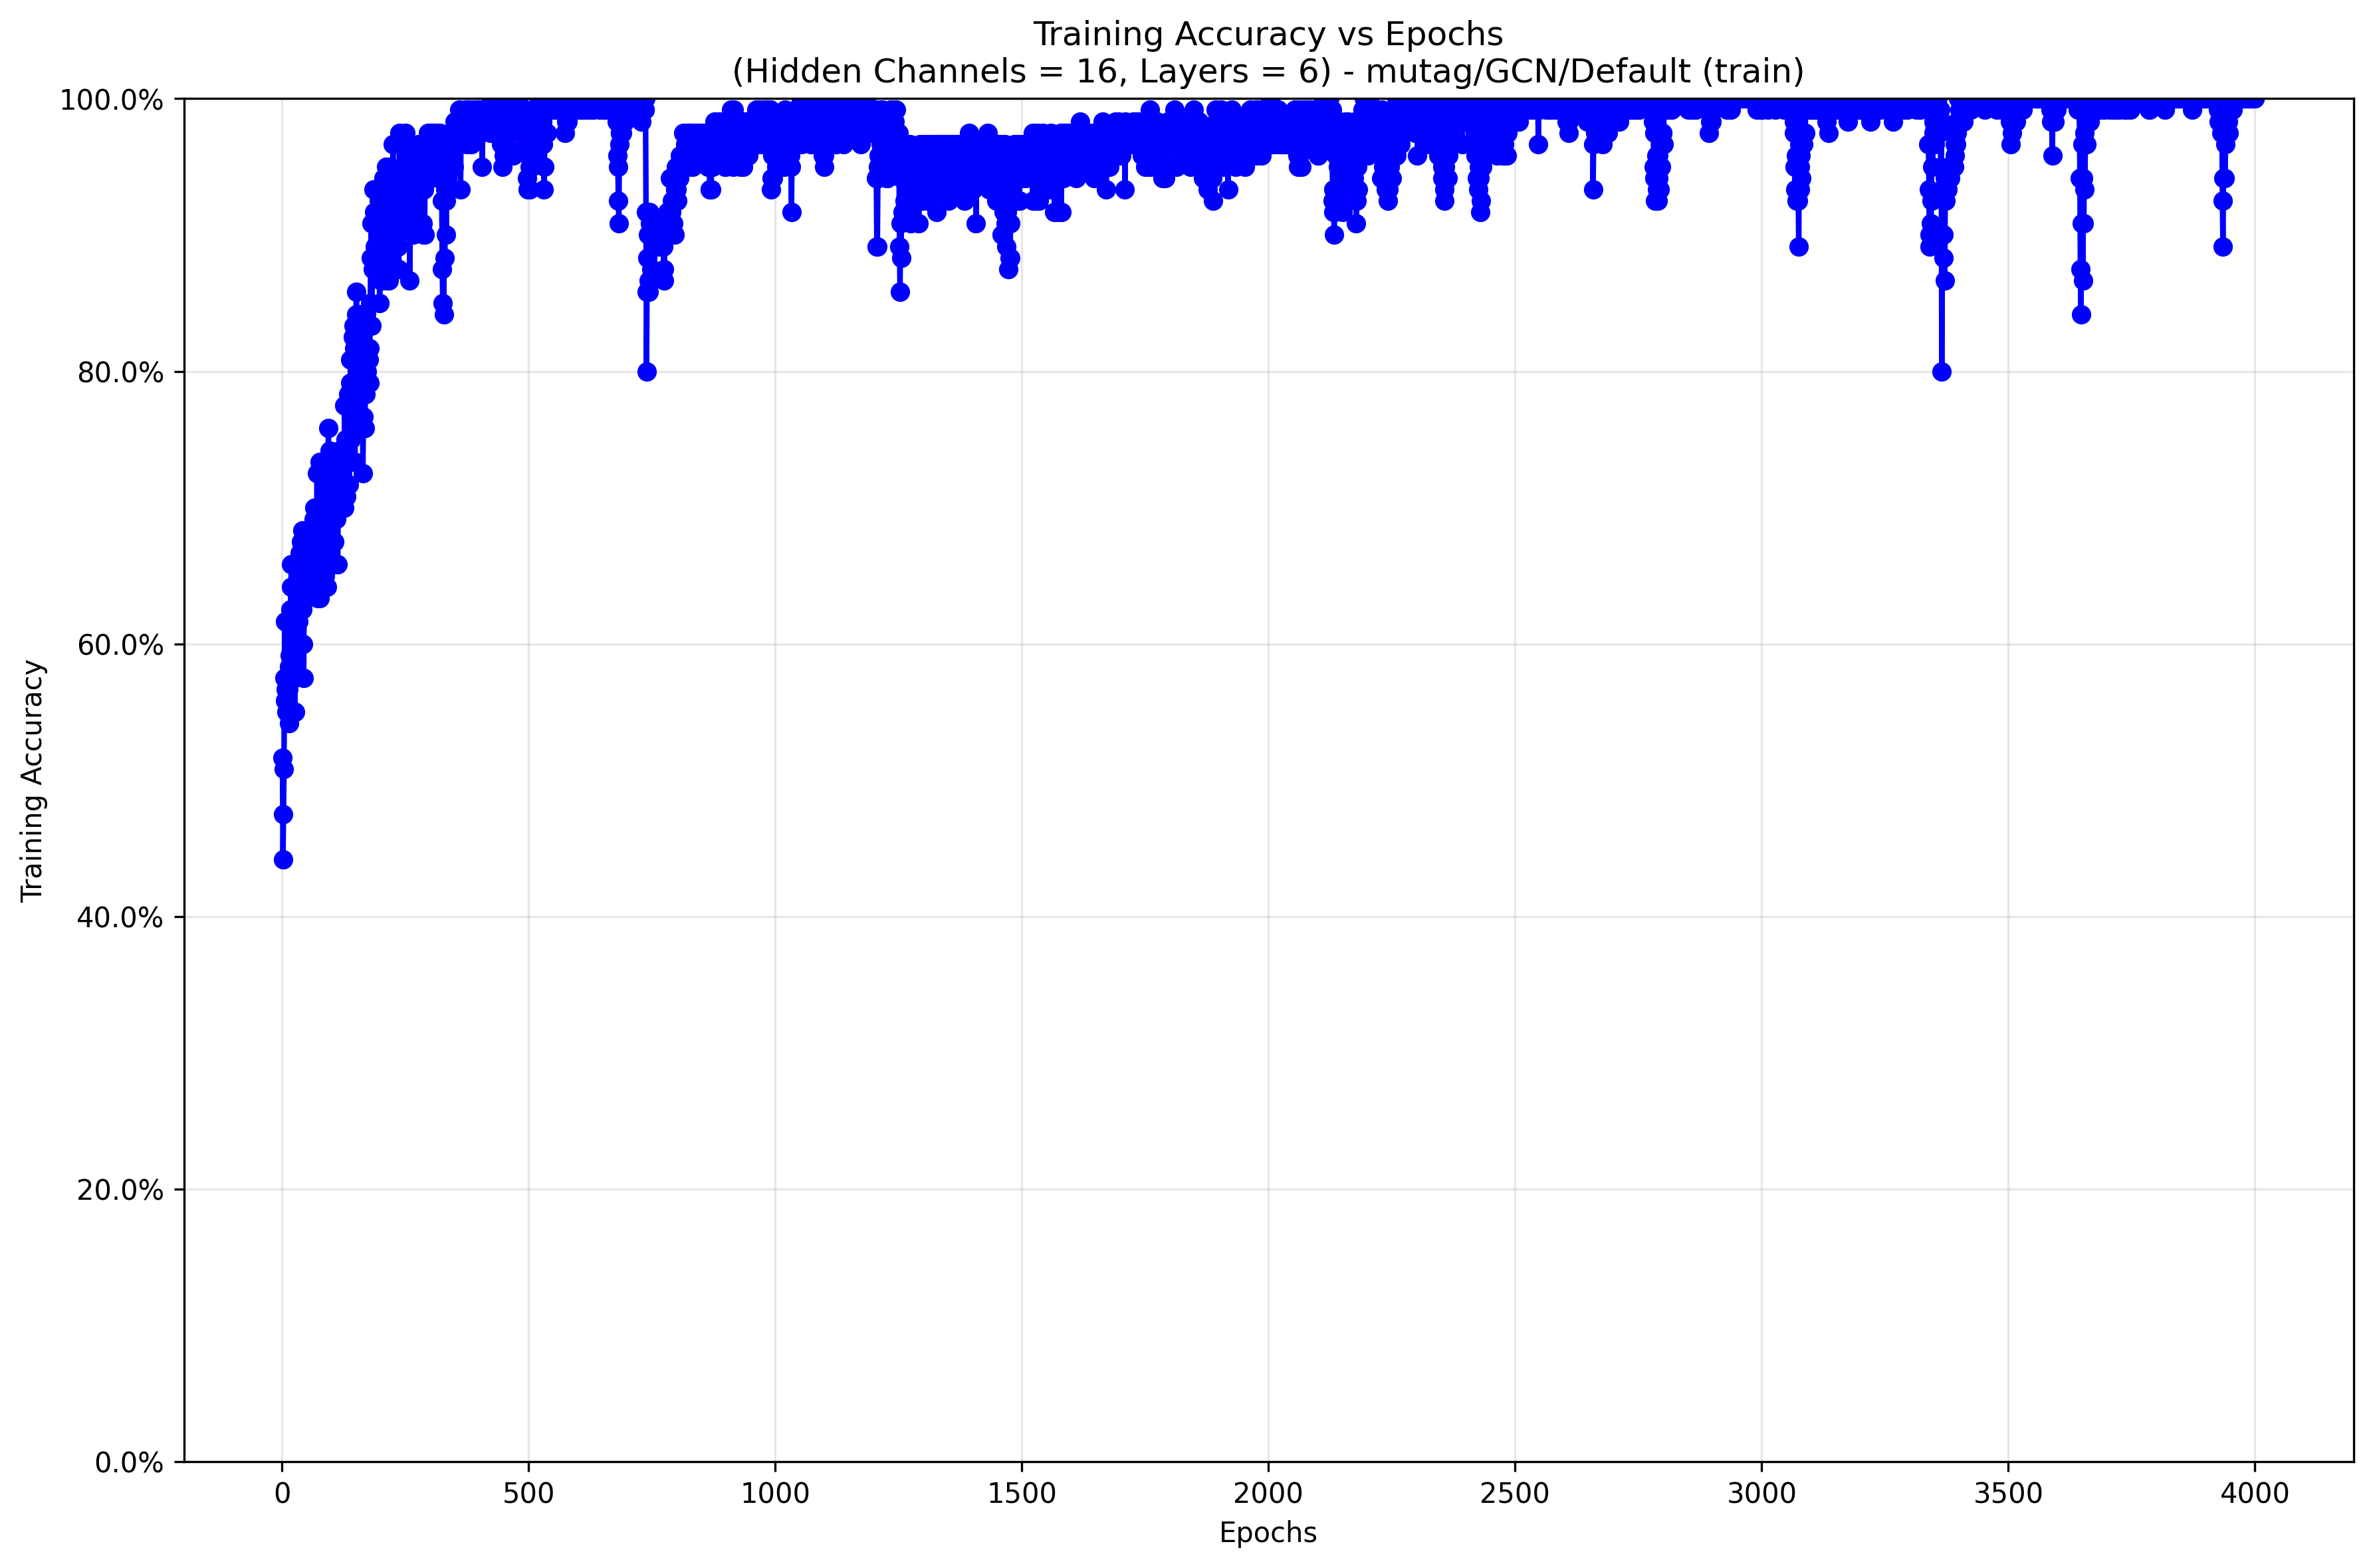 Training Accuracy vs Epochs
(Hidden Channels = 16, Layers = 6) - mutag/GCN/Default (train)
100.0%
80.0%
60.0%
40.0%
20.0%
0.0%
Training Accuracy
0 500 1000 1500 2000 2500 3000 3500 4000
Epochs